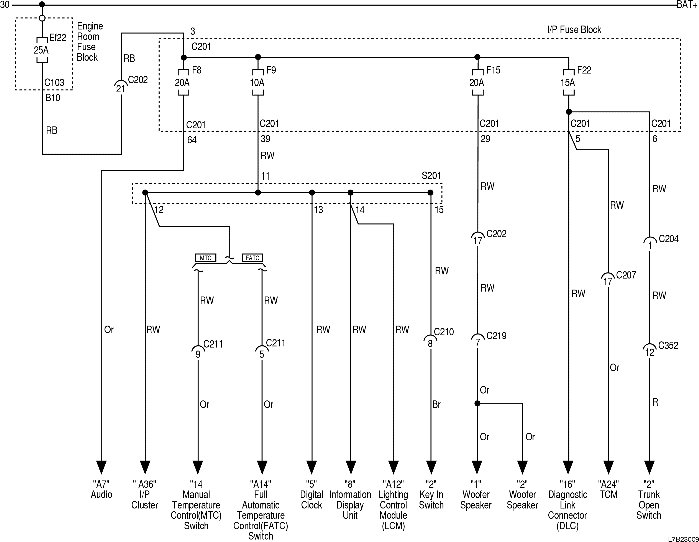 30
BAT+
Engine
Room
Fuse
Block
Ef22
25A
C103
B10
RB
RB
C202
21
3
I/P Fuse Block
C201
F8
20A
F9
10A
F15
20A
F22
15A
C201
64
C201
39
C201
29
C201
5
C201
6
RW
11
S201
12
13
14
15
RW
RW
RW
MTC
FATC
17
C202
1
C204
17
C207
RW
RW
RW
RW
RW
RW
Or
RW
RW
RW
RW
C211
9
C211
5
C210
8
C219
7
C352
12
Or
Or
Br
Or
Or
Or
Or
R
"A7"
Audio
"A36"
I/P
Cluster
"14
Manual
Temperature
Control(MTC)
Switch
"A14"
Full
Automatic
Temperature
Control(FATC)
Switch
"5"
Digital
Clock
"8"
Information
Display
Unit
"A12"
Lighting
Control
Module
(LCM)
"2"
Key In
Switch
"1"
Woofer
Speaker
"2"
Woofer
Speaker
"16"
Diagnostic
Link
Connector
(DLC)
"A24"
TCM
"2"
Trunk
Open
Switch
L7B23009